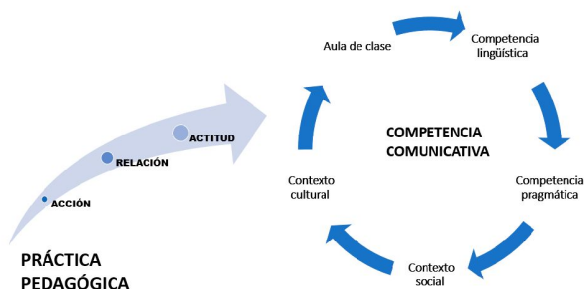 PRÁCTICA
PEDAGÓGICA
ACCIÓN
RELACIÓN
ACTITUD
COMPETENCIA
COMUNICATIVA
Aula de clase
Competencia
lingüística
Competencia
pragmática
Contexto
social
Contexto
cultural